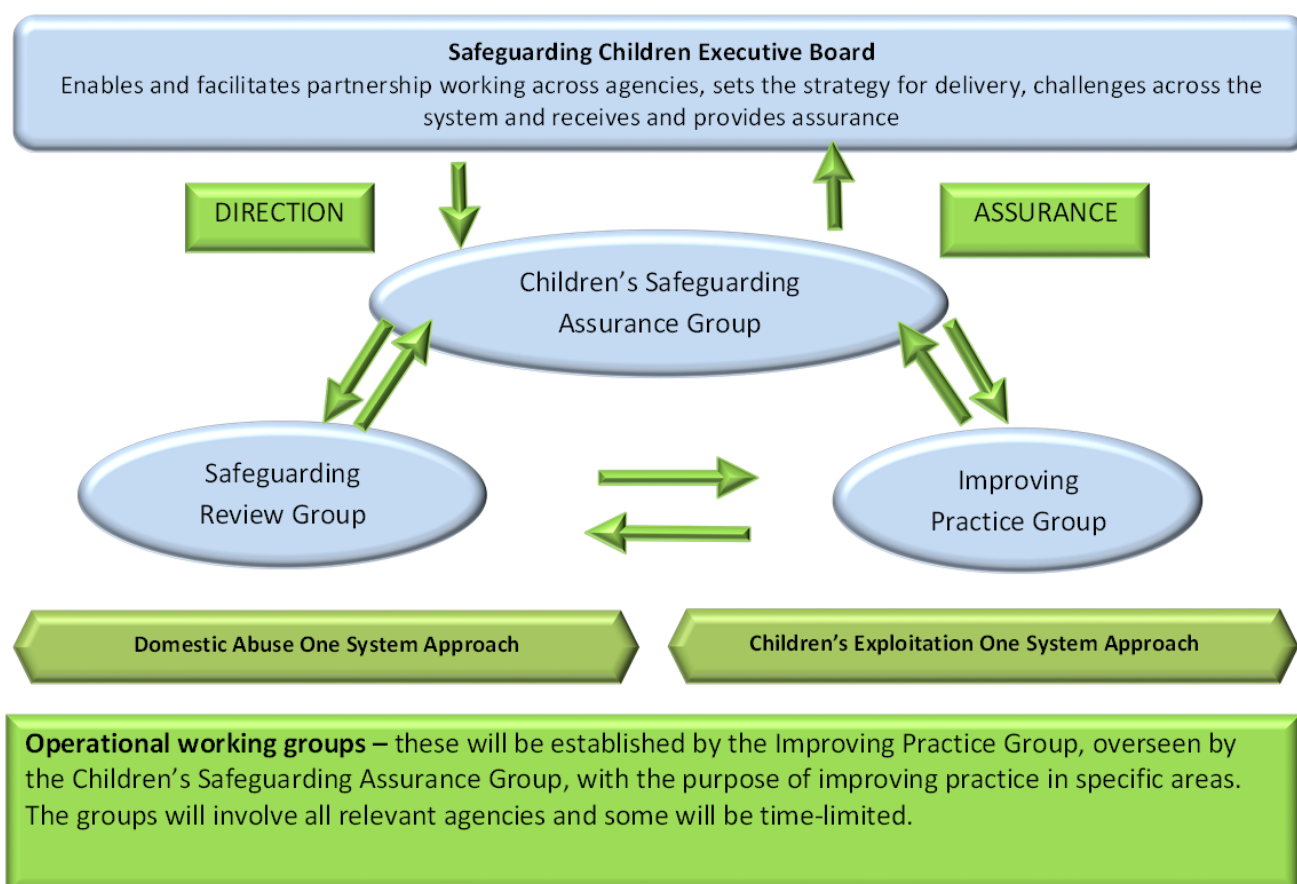 Safeguarding Children Executive Board
Enables and facilitates partnership working across agencies, sets the strategy for delivery, challenges across the
system and receives and provides assurance
DIRECTION
ASSURANCE
Children’s Safeguarding
Assurance Group
Safeguarding
Review Group
Improving
Practice Group
Domestic Abuse One System Approach
Children’s Exploitation One System Approach
Operational working groups – these will be established by the Improving Practice Group, overseen by
the Children’s Safeguarding Assurance Group, with the purpose of improving practice in specific areas.
The groups will involve all relevant agencies and some will be time-limited.